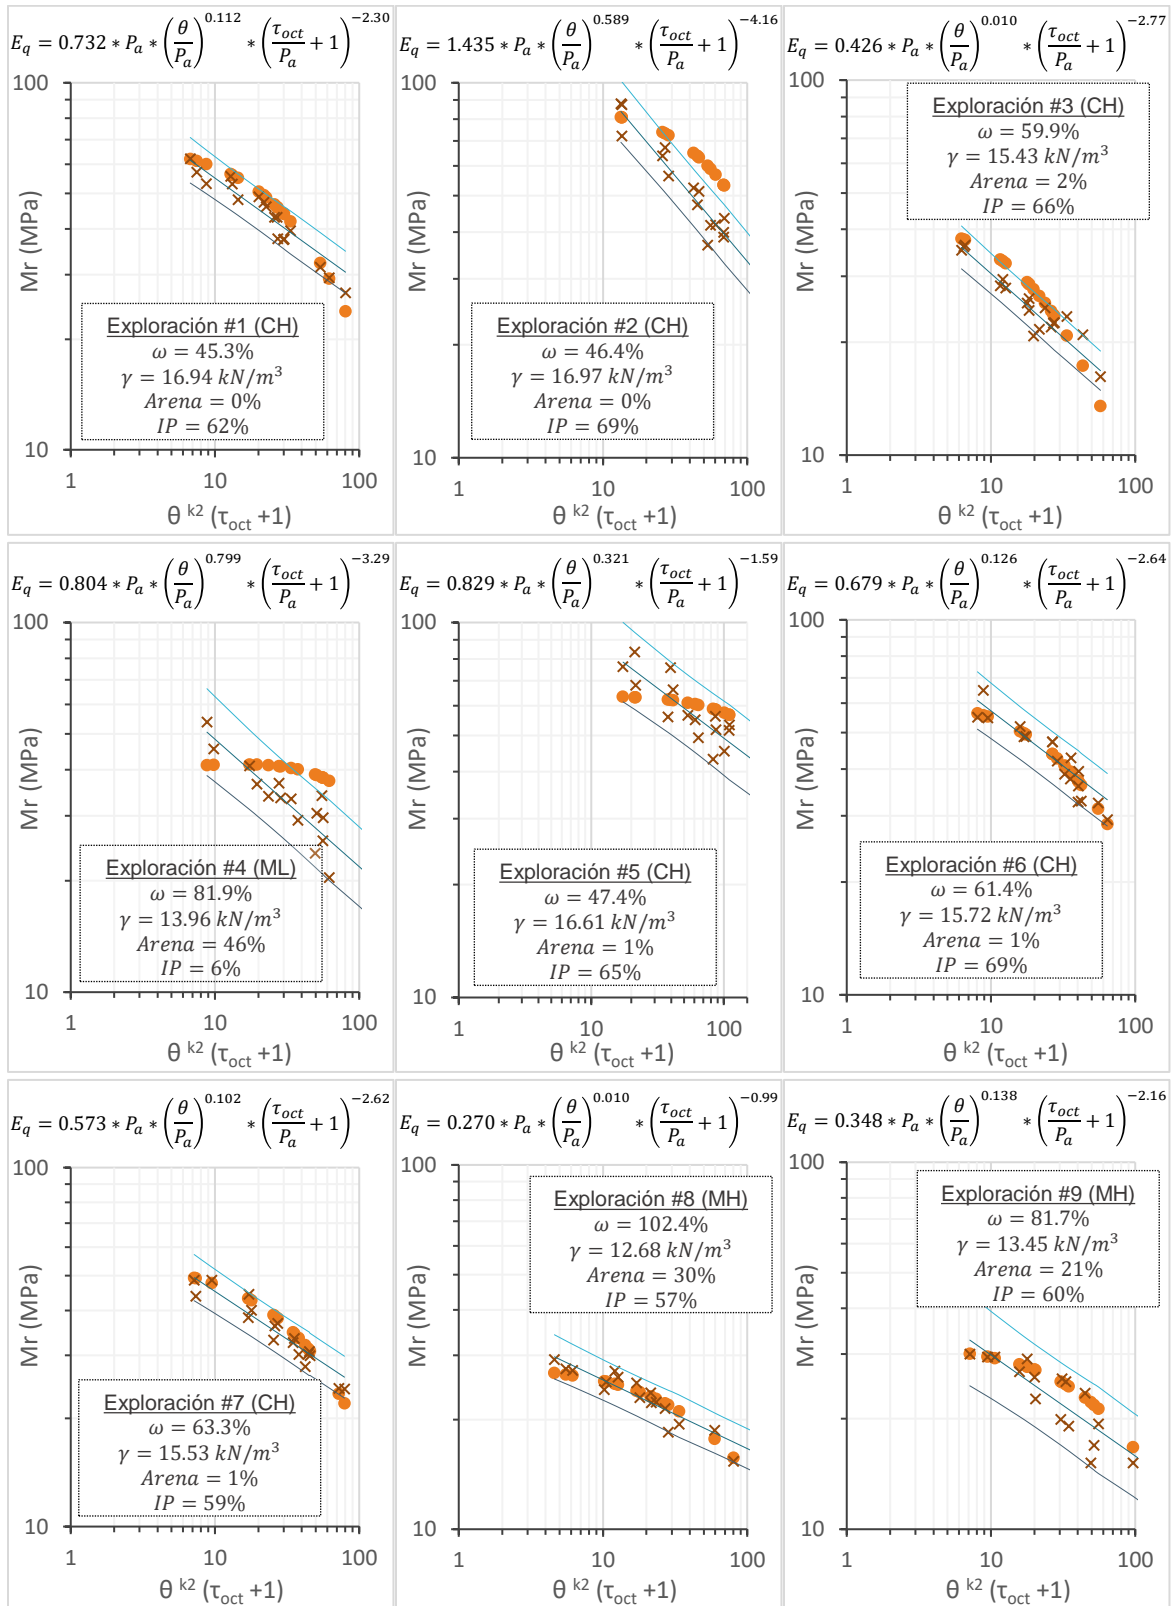 E_q = 0.732 * P_a * (θ/P_a)^0.112 * (τ_oct/P_a + 1)^−2.30
100
Mr (MPa)
Exploración #1 (CH)
ω = 45.3%
γ = 16.94 kN/m³
Arena = 0%
IP = 62%
10
1 10 100
θ ᵏ² (τ_oct +1)
E_q = 1.435 * P_a * (θ/P_a)^0.589 * (τ_oct/P_a + 1)^−4.16
100
Mr (MPa)
Exploración #2 (CH)
ω = 46.4%
γ = 16.97 kN/m³
Arena = 0%
IP = 69%
10
1 10 100
θ ᵏ² (τ_oct +1)
E_q = 0.426 * P_a * (θ/P_a)^0.010 * (τ_oct/P_a + 1)^−2.77
100
Mr (MPa)
Exploración #3 (CH)
ω = 59.9%
γ = 15.43 kN/m³
Arena = 2%
IP = 66%
10
1 10 100
θ ᵏ² (τ_oct +1)
E_q = 0.804 * P_a * (θ/P_a)^0.799 * (τ_oct/P_a + 1)^−3.29
100
Mr (MPa)
Exploración #4 (ML)
ω = 81.9%
γ = 13.96 kN/m³
Arena = 46%
IP = 6%
10
1 10 100
θ ᵏ² (τ_oct +1)
E_q = 0.829 * P_a * (θ/P_a)^0.321 * (τ_oct/P_a + 1)^−1.59
100
Mr (MPa)
Exploración #5 (CH)
ω = 47.4%
γ = 16.61 kN/m³
Arena = 1%
IP = 65%
10
1 10 100
θ ᵏ² (τ_oct +1)
E_q = 0.679 * P_a * (θ/P_a)^0.126 * (τ_oct/P_a + 1)^−2.64
100
Mr (MPa)
Exploración #6 (CH)
ω = 61.4%
γ = 15.72 kN/m³
Arena = 1%
IP = 69%
10
1 10 100
θ ᵏ² (τ_oct +1)
E_q = 0.573 * P_a * (θ/P_a)^0.102 * (τ_oct/P_a + 1)^−2.62
100
Mr (MPa)
Exploración #7 (CH)
ω = 63.3%
γ = 15.53 kN/m³
Arena = 1%
IP = 59%
10
1 10 100
θ ᵏ² (τ_oct +1)
E_q = 0.270 * P_a * (θ/P_a)^0.010 * (τ_oct/P_a + 1)^−0.99
100
Mr (MPa)
Exploración #8 (MH)
ω = 102.4%
γ = 12.68 kN/m³
Arena = 30%
IP = 57%
10
1 10 100
θ ᵏ² (τ_oct +1)
E_q = 0.348 * P_a * (θ/P_a)^0.138 * (τ_oct/P_a + 1)^−2.16
100
Mr (MPa)
Exploración #9 (MH)
ω = 81.7%
γ = 13.45 kN/m³
Arena = 21%
IP = 60%
10
1 10 100
θ ᵏ² (τ_oct +1)